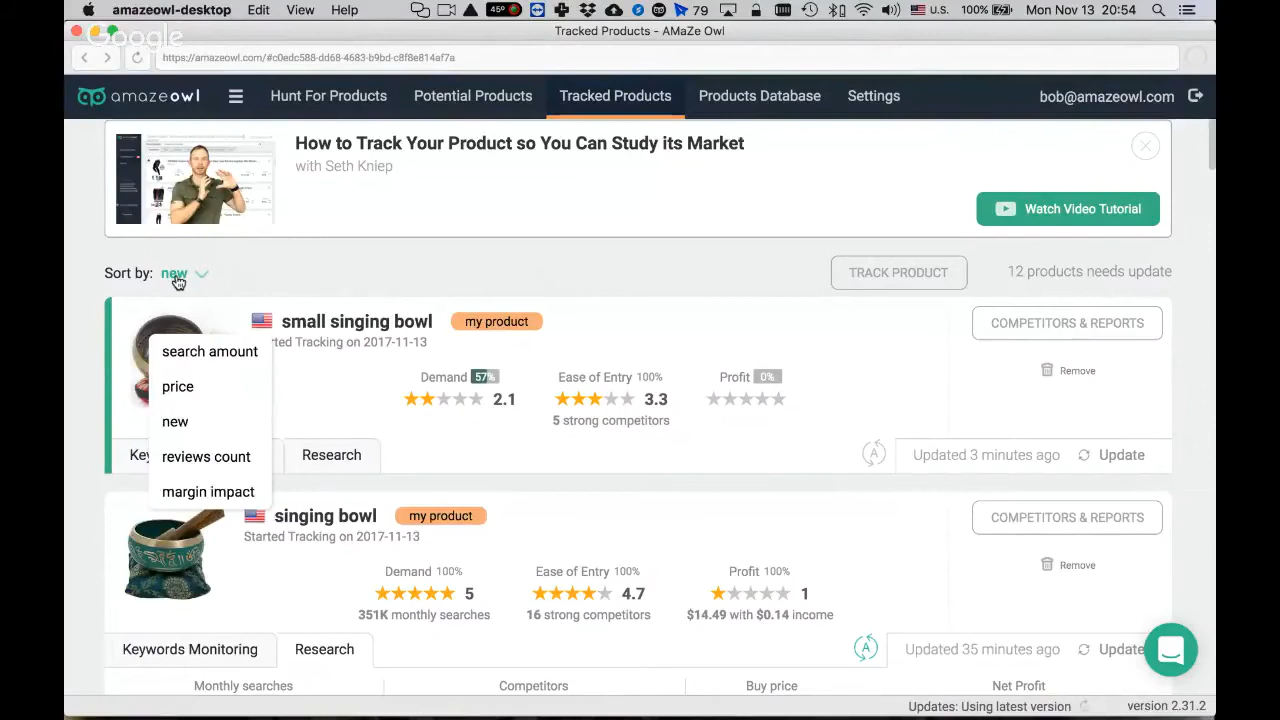 amazeowl-desktop Edit View Help 45° 79 U.S. 100% Mon Nov 13 20:54
Google
Tracked Products - AMaZe Owl
https://amazeowl.com/#c0edc588-dd68-4683-b9bd-c8f8e814af7a
amazeowl Hunt For Products Potential Products Tracked Products Products Database Settings bob@amazeowl.com
How to Track Your Product so You Can Study its Market
with Seth Kniep
Watch Video Tutorial
Sort by: new
TRACK PRODUCT
12 products needs update
search amount
price
new
reviews count
margin impact
small singing bowl my product
rted Tracking on 2017-11-13
COMPETITORS & REPORTS
Remove
Demand 57% Ease of Entry 100% Profit 0%
2.1 3.3
5 strong competitors
Key Research A Updated 3 minutes ago Update
singing bowl my product
Started Tracking on 2017-11-13
COMPETITORS & REPORTS
Remove
Demand 100% Ease of Entry 100% Profit 100%
5 4.7 1
351K monthly searches 16 strong competitors $14.49 with $0.14 income
Keywords Monitoring Research A Updated 35 minutes ago Update
Monthly searches Competitors Buy price Net Profit
Updates: Using latest version version 2.31.2